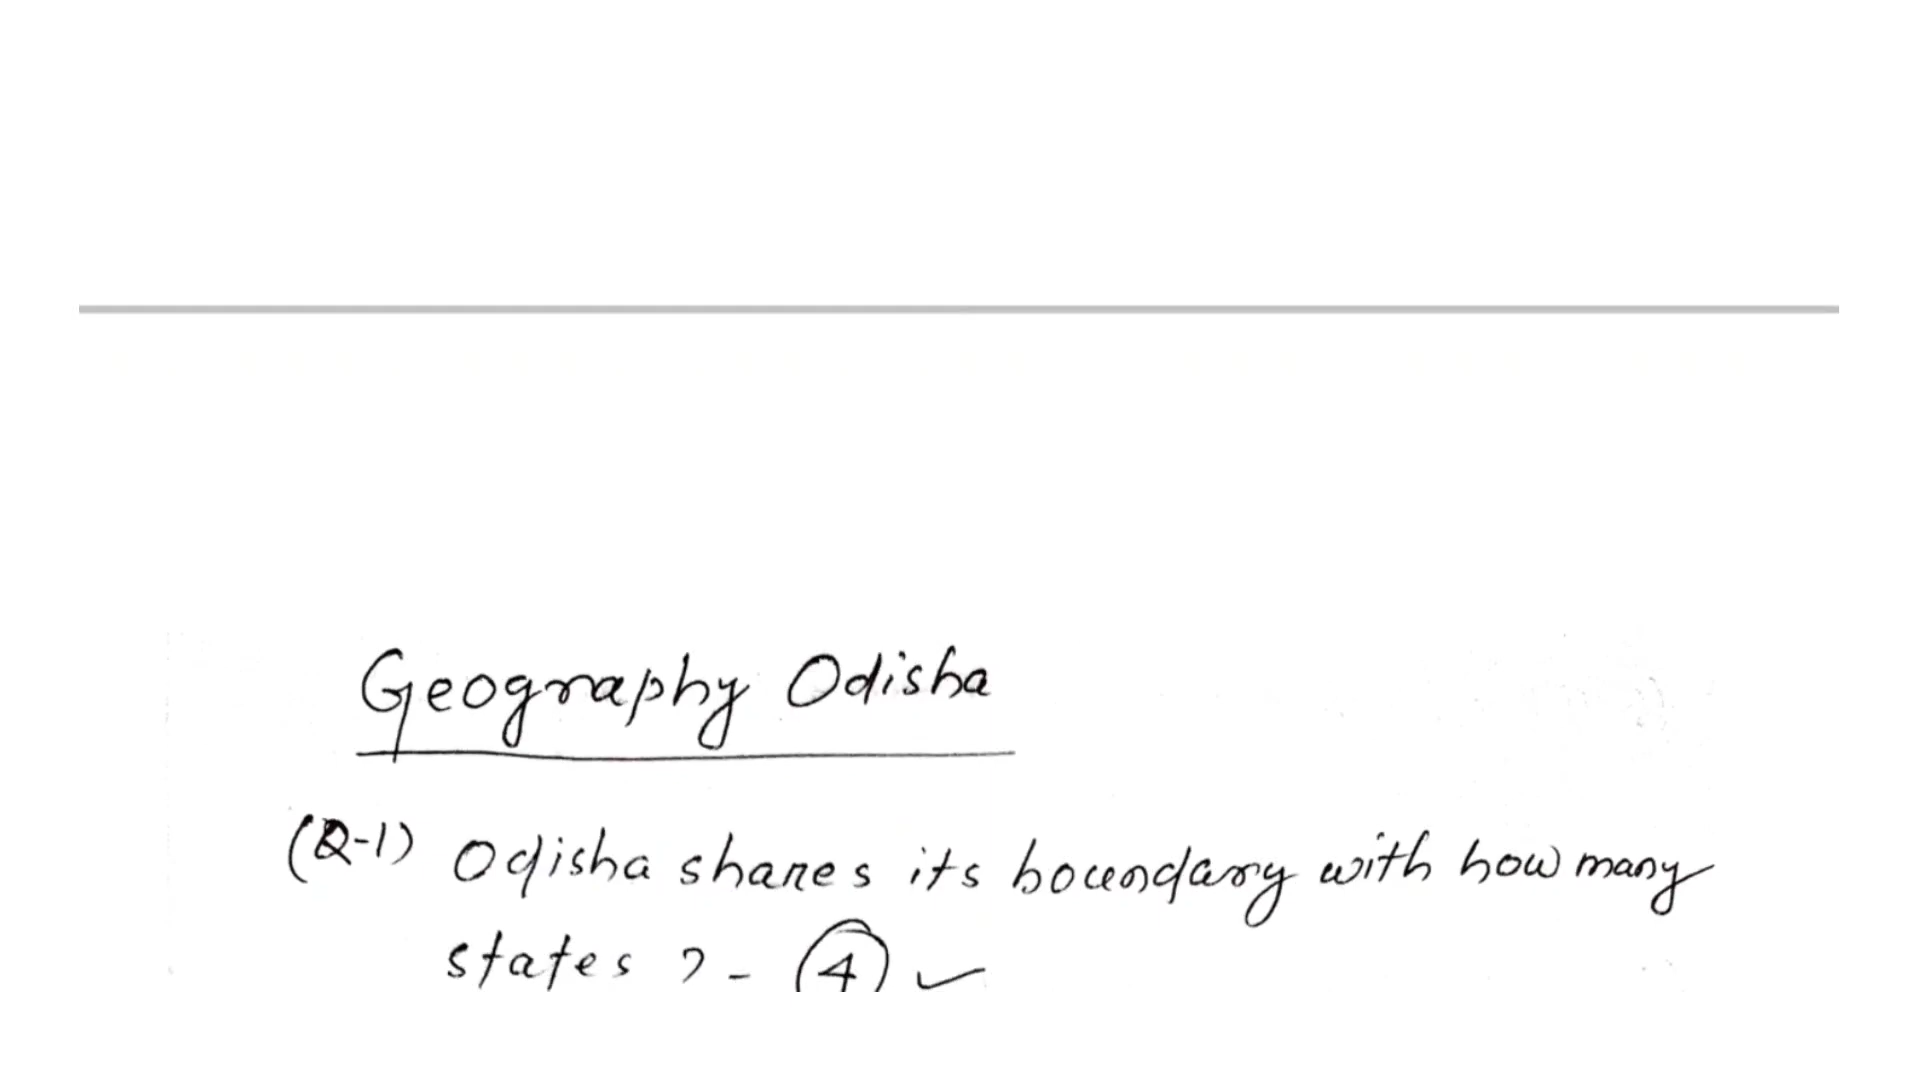 Geography Odisha
(Q-1) Odisha shares its boundary with how many
states ? - 4 ✓